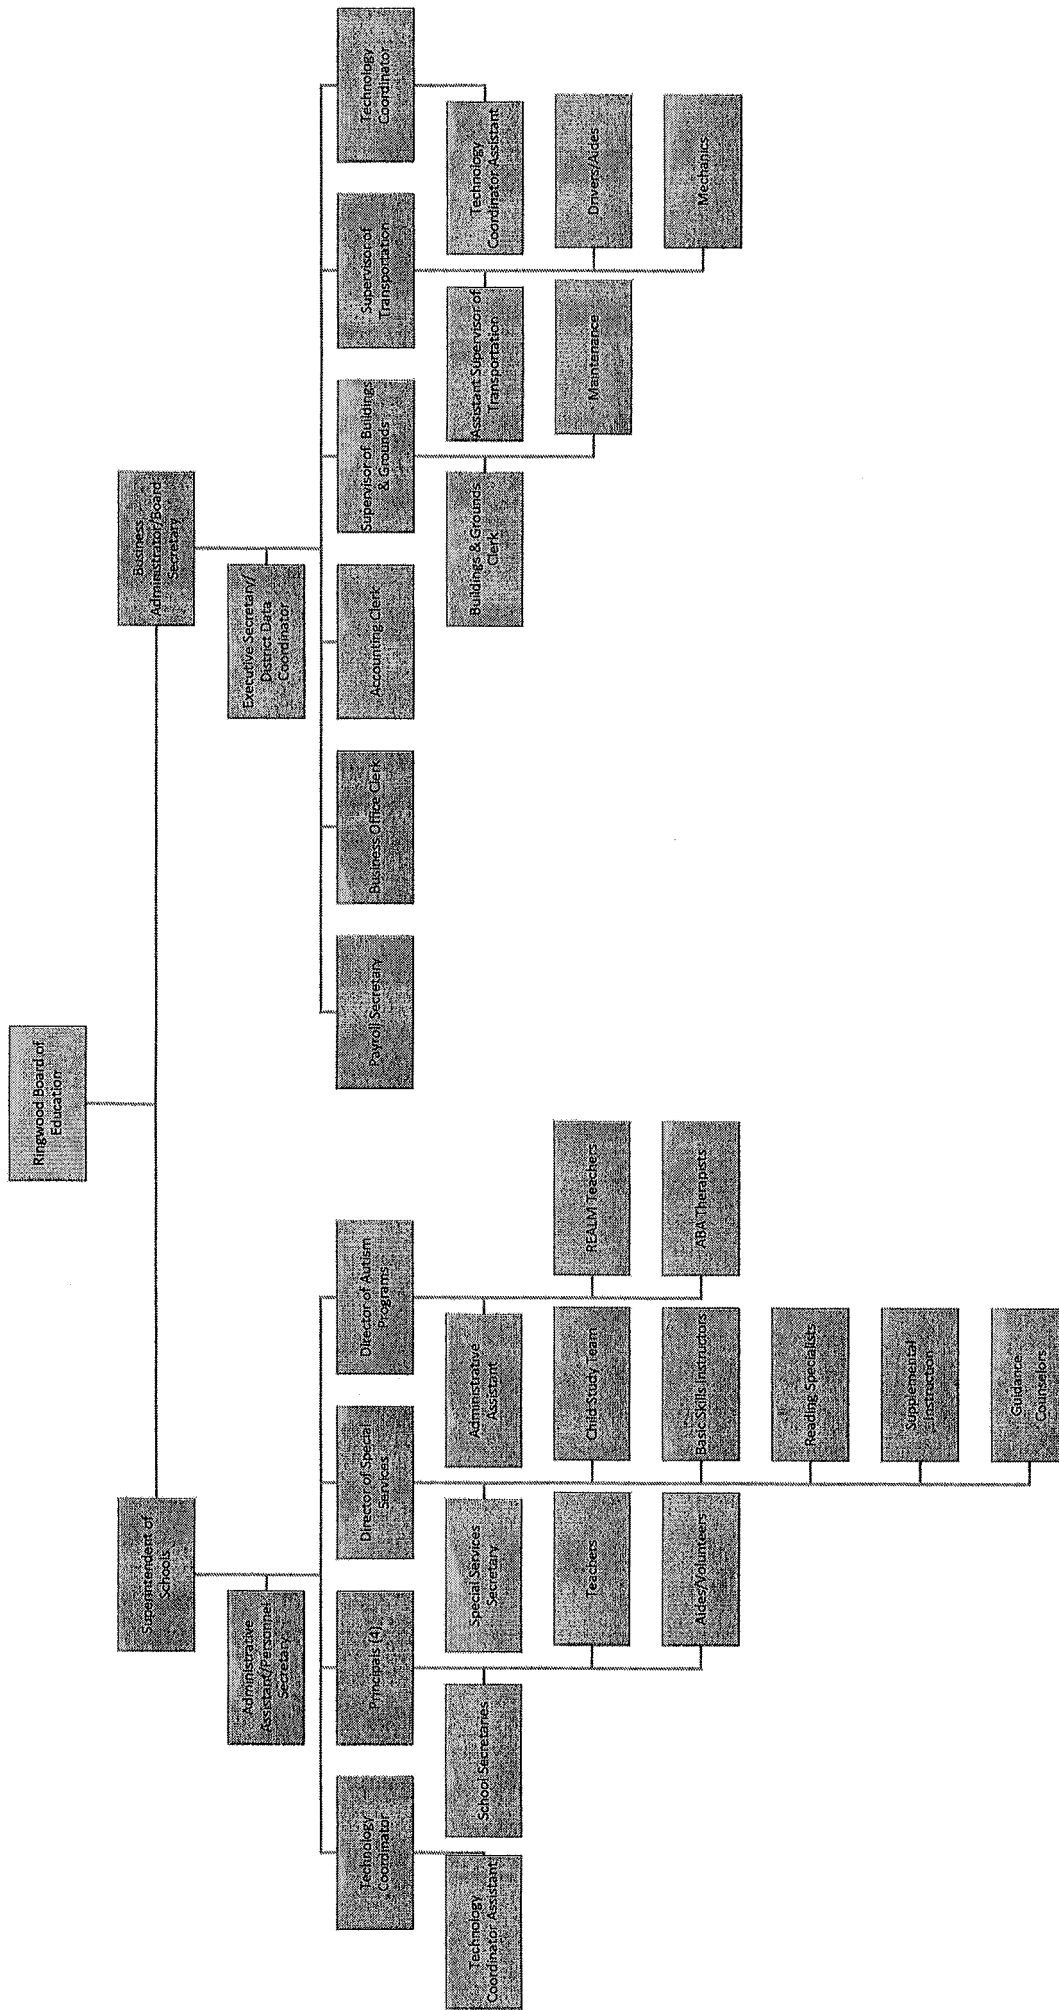 Ringwood Board of
Education
Superintendent of
Schools
Business
Administrator/Board
Secretary
Administrative
Assistant/Personnel
Secretary
Executive Secretary/
District Data
Coordinator
Technology
Coordinator
Principals (4)
Director of Special
Services
Director of Autism
Programs
Payroll Secretary
Business Office Clerk
Accounting Clerk
Supervisor of Buildings
& Grounds
Supervisor of
Transportation
Technology
Coordinator
Technology
Coordinator Assistant
School Secretaries
Special Services
Secretary
Administrative
Assistant
Buildings & Grounds
Clerk
Assistant Supervisor of
Transportation
Technology
Coordinator Assistant
Teachers
Child Study Team
REALM Teachers
Maintenance
Drivers/Aides
Aides/Volunteers
Basic Skills Instructors
ABA Therapists
Mechanics
Reading Specialists
Supplemental
Instruction
Guidance
Counselors